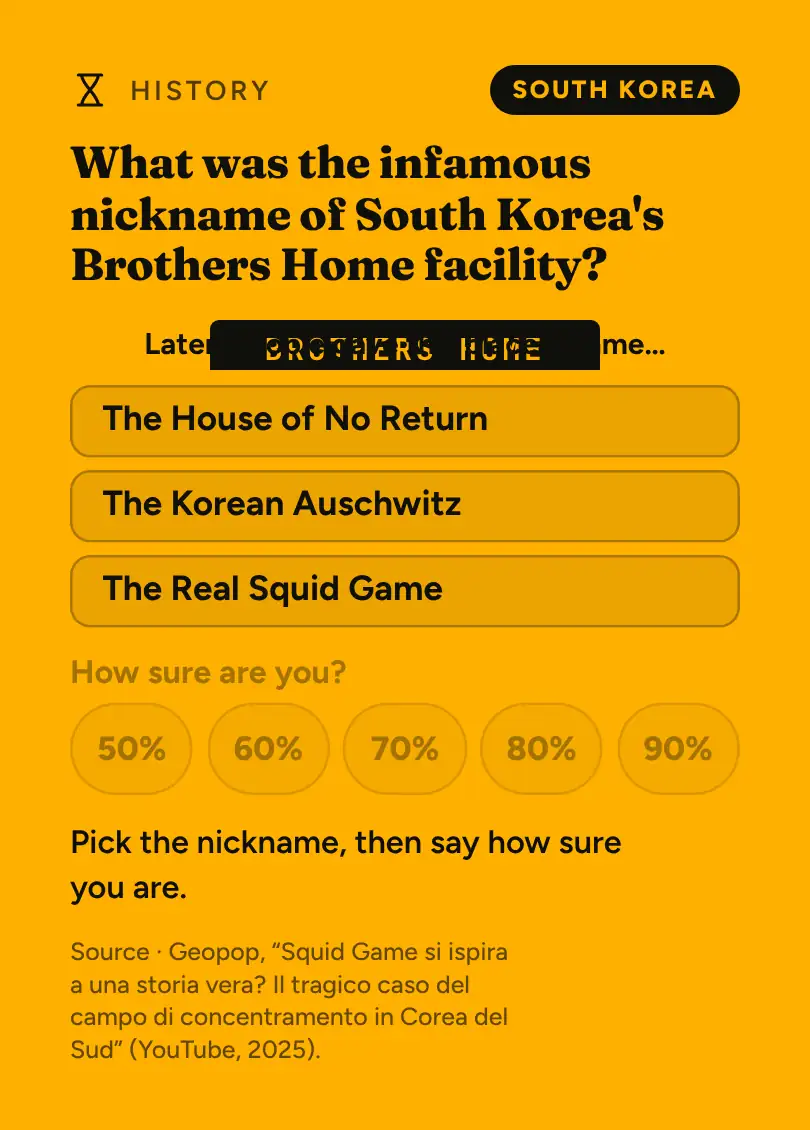 HISTORY
SOUTH KOREA
What was the infamous
nickname of South Korea's
Brothers Home facility?
Later
me...
BROTHERS HOME
The House of No Return
The Korean Auschwitz
The Real Squid Game
How sure are you?
50% 60% 70% 80% 90%
Pick the nickname, then say how sure
you are.
Source · Geopop, “Squid Game si ispira
a una storia vera? Il tragico caso del
campo di concentramento in Corea del
Sud” (YouTube, 2025).